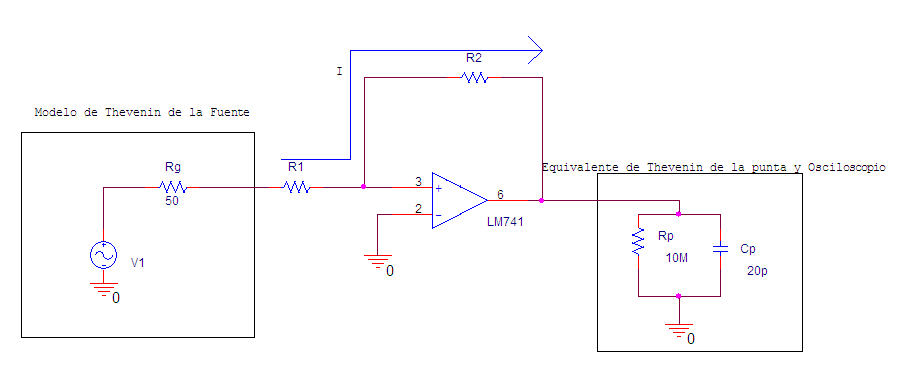 I
R2
Modelo de Thevenin de la Fuente
Rg
50
V1
0
R1
3
+
2
-
6
LM741
0
Equivalente de Thevenin de la punta y Osciloscopio
Rp
10M
Cp
20p
0